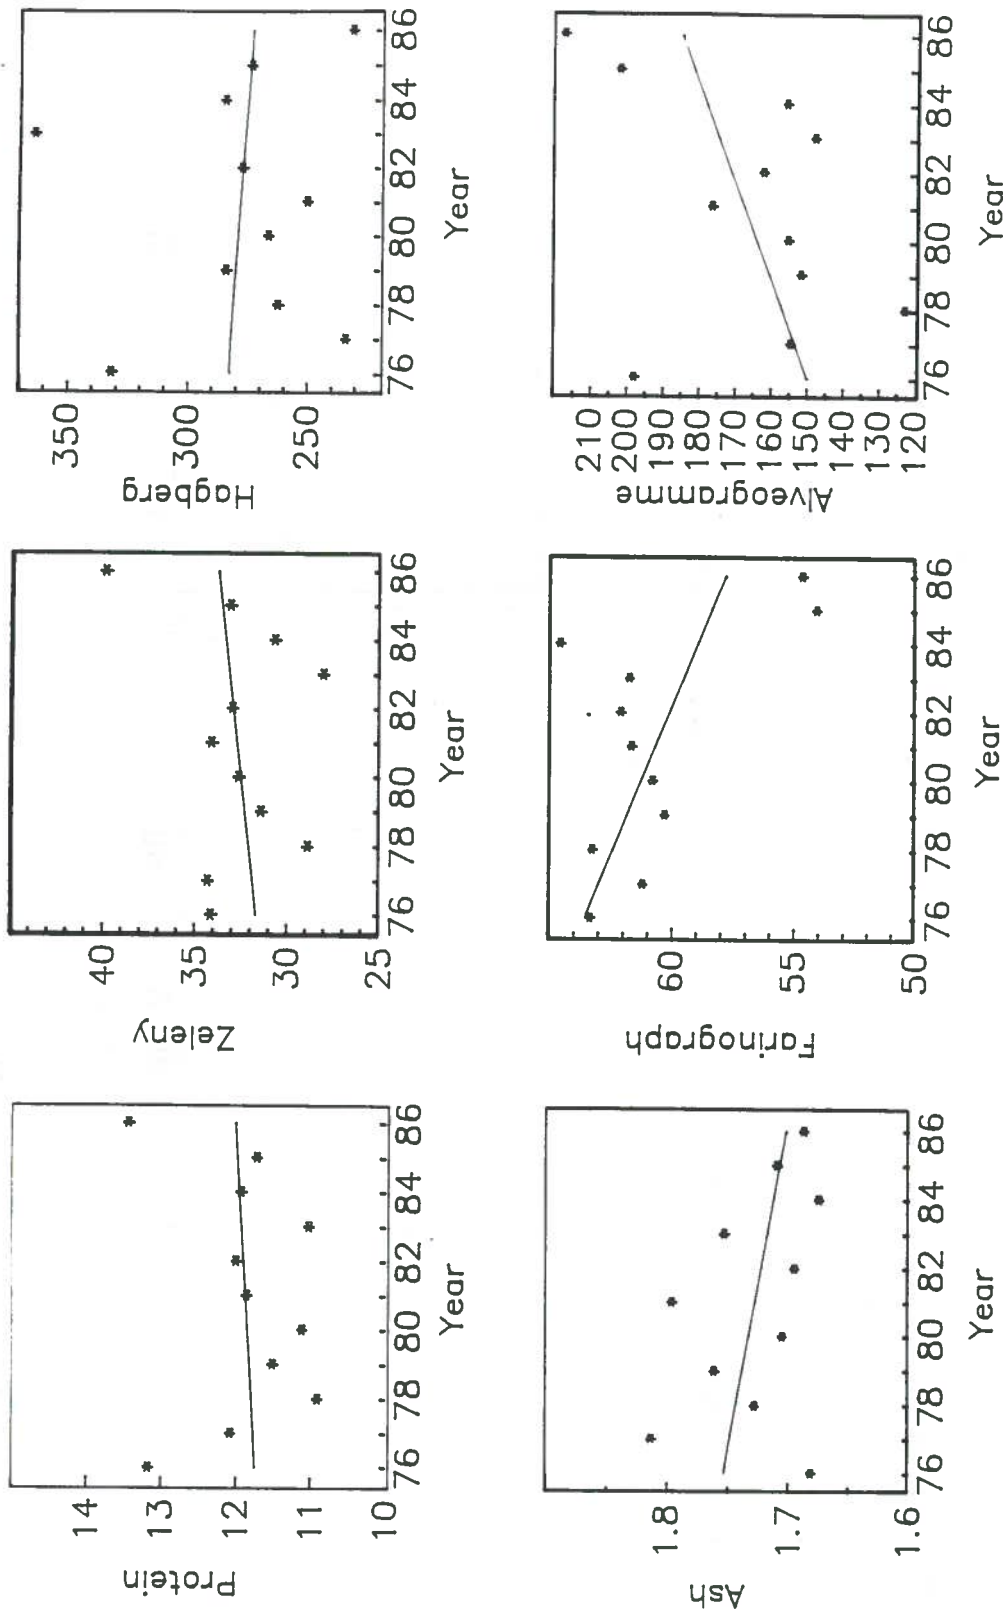 Protein
14
13
12
11
10
76 78 80 82 84 86
Year
Zeleny
40
35
30
25
76 78 80 82 84 86
Year
Hagberg
350
300
250
76 78 80 82 84 86
Year
Ash
1.8
1.7
1.6
76 78 80 82 84 86
Year
Farinograph
60
55
50
76 78 80 82 84 86
Year
Alveogramme
210
200
190
180
170
160
150
140
130
120
76 78 80 82 84 86
Year